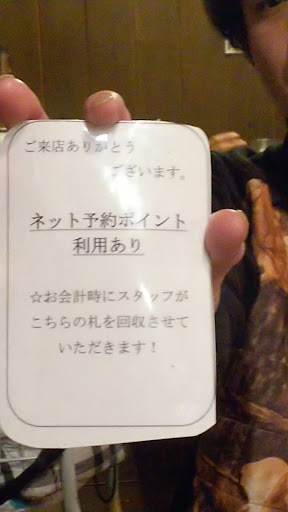 ご来店ありがとう
ございます。
ネット予約ポイント
利用あり
☆お会計時にスタッフが
こちらの札を回収させて
いただきます！